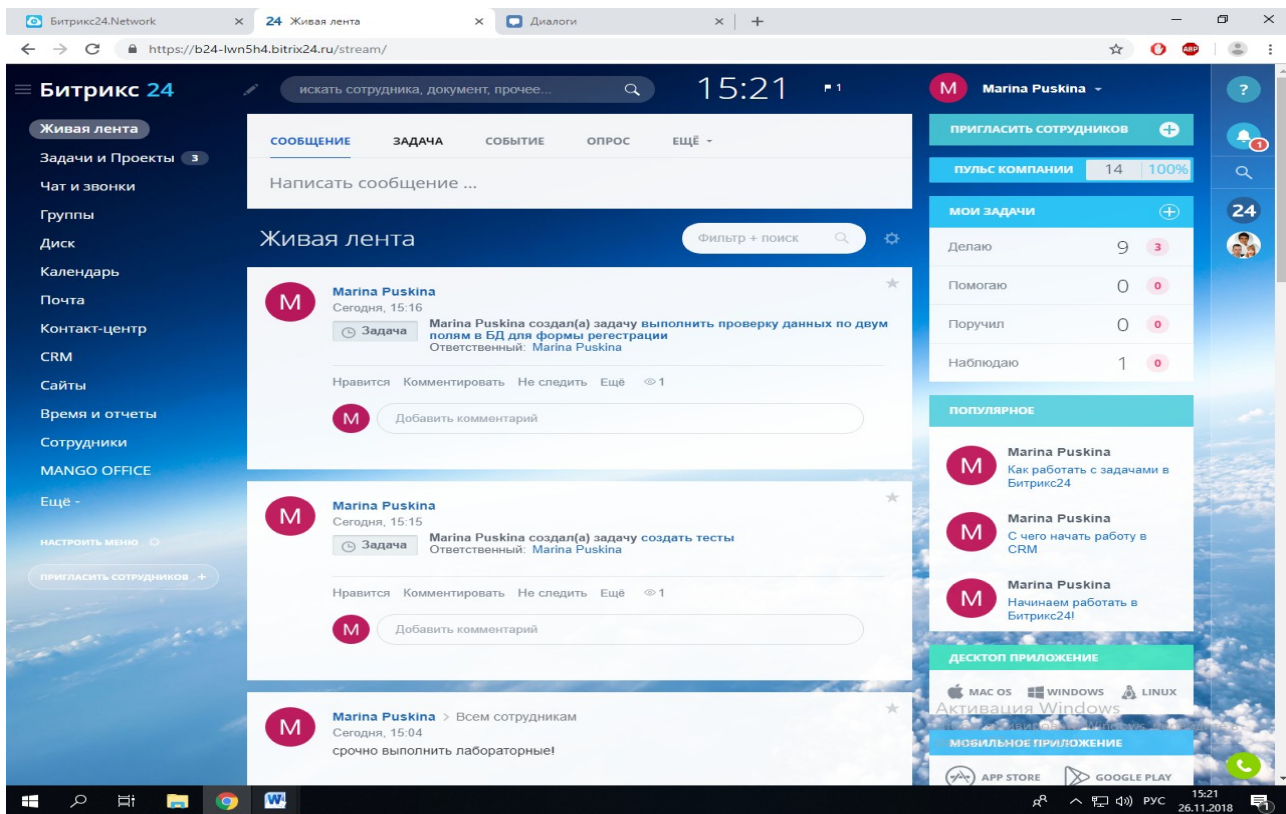 Битрикс24.Network
24 Живая лента
Диалоги
https://b24-lwn5h4.bitrix24.ru/stream/
ABP
Битрикс 24
искать сотрудника, документ, прочее...
15:21
1
M Marina Puskina
?
Живая лента
Задачи и Проекты 3
Чат и звонки
Группы
Диск
Календарь
Почта
Контакт-центр
CRM
Сайты
Время и отчеты
Сотрудники
MANGO OFFICE
Ещё -
НАСТРОИТЬ МЕНЮ
ПРИГЛАСИТЬ СОТРУДНИКОВ +
СООБЩЕНИЕ ЗАДАЧА СОБЫТИЕ ОПРОС ЕЩЁ -
Написать сообщение ...
Живая лента
Фильтр + поиск
M
Marina Puskina
Сегодня, 15:16
Задача
Marina Puskina создал(а) задачу выполнить проверку данных по двум
полям в БД для формы регестрации
Ответственный: Marina Puskina
Нравится Комментировать Не следить Ещё 1
M Добавить комментарий
M
Marina Puskina
Сегодня, 15:15
Задача
Marina Puskina создал(а) задачу создать тесты
Ответственный: Marina Puskina
Нравится Комментировать Не следить Ещё 1
M Добавить комментарий
M
Marina Puskina > Всем сотрудникам
Сегодня, 15:04
срочно выполнить лабораторные!
ПРИГЛАСИТЬ СОТРУДНИКОВ
ПУЛЬС КОМПАНИИ 14 100%
МОИ ЗАДАЧИ
Делаю 9 3
Помогаю 0 0
Поручил 0 0
Наблюдаю 1 0
ПОПУЛЯРНОЕ
M
Marina Puskina
Как работать с задачами в
Битрикс24
M
Marina Puskina
С чего начать работу в
CRM
M
Marina Puskina
Начинаем работать в
Битрикс24!
ДЕСКТОП ПРИЛОЖЕНИЕ
MAC OS WINDOWS LINUX
Активация Windows
МОБИЛЬНОЕ ПРИЛОЖЕНИЕ
APP STORE GOOGLE PLAY
1
24
РУС
15:21
26.11.2018
1